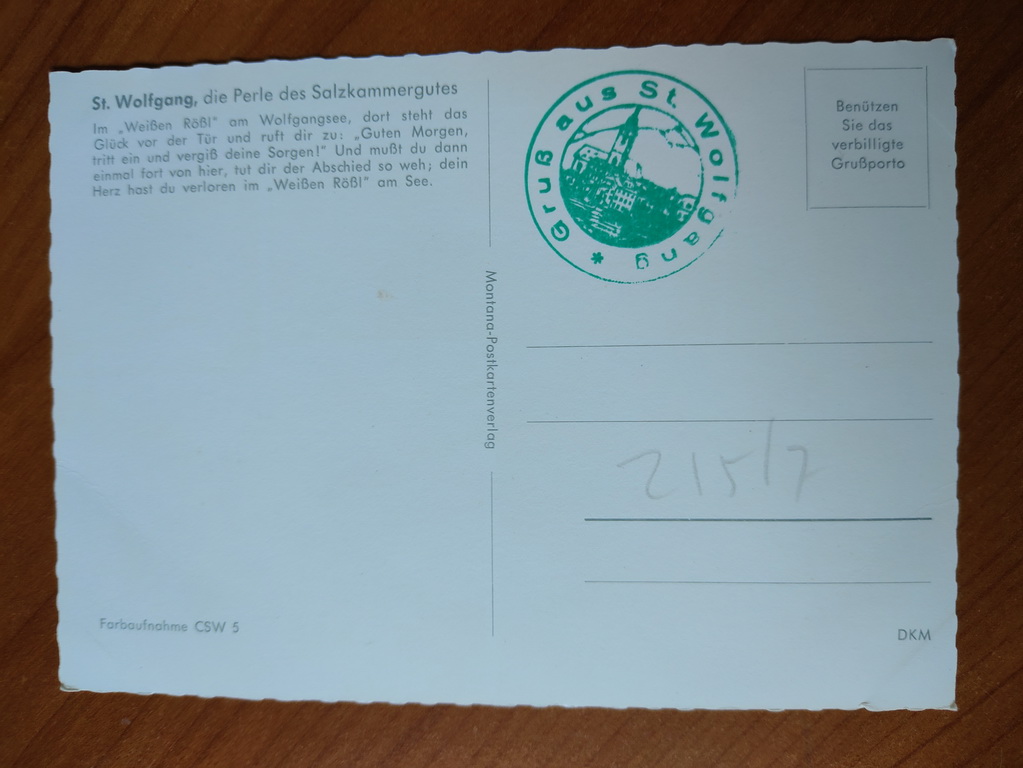 St. Wolfgang, die Perle des Salzkammergutes
Im „Weißen Rößl" am Wolfgangsee, dort steht das
Glück vor der Tür und ruft dir zu: „Guten Morgen,
tritt ein und vergiß deine Sorgen!" Und mußt du dann
einmal fort von hier, tut dir der Abschied so weh; dein
Herz hast du verloren im „Weißen Rößl" am See.
Farbaufnahme CSW 5
Montana-Postkartenverlag
Gruß aus St. Wolfgang *
Benützen
Sie das
verbilligte
Grußporto
215/7
DKM